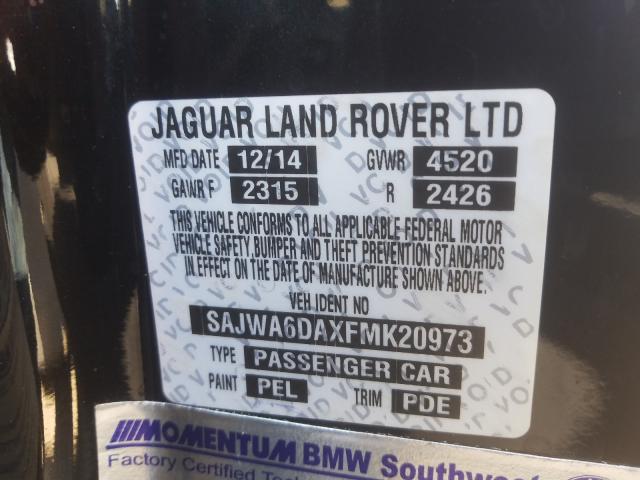 JAGUAR LAND ROVER LTD
MFD DATE 12/14 GVWR 4520
GAWR F 2315 R 2426
THIS VEHICLE CONFORMS TO ALL APPLICABLE FEDERAL MOTOR
VEHICLE SAFETY BUMPER AND THEFT PREVENTION STANDARDS
IN EFFECT ON THE DATE OF MANUFACTURE SHOWN ABOVE.
VEH IDENT NO
SAJWA6DAXFMK20973
TYPE PASSENGER CAR
PAINT PEL TRIM PDE
MOMENTUM BMW Southwest
Factory Certified